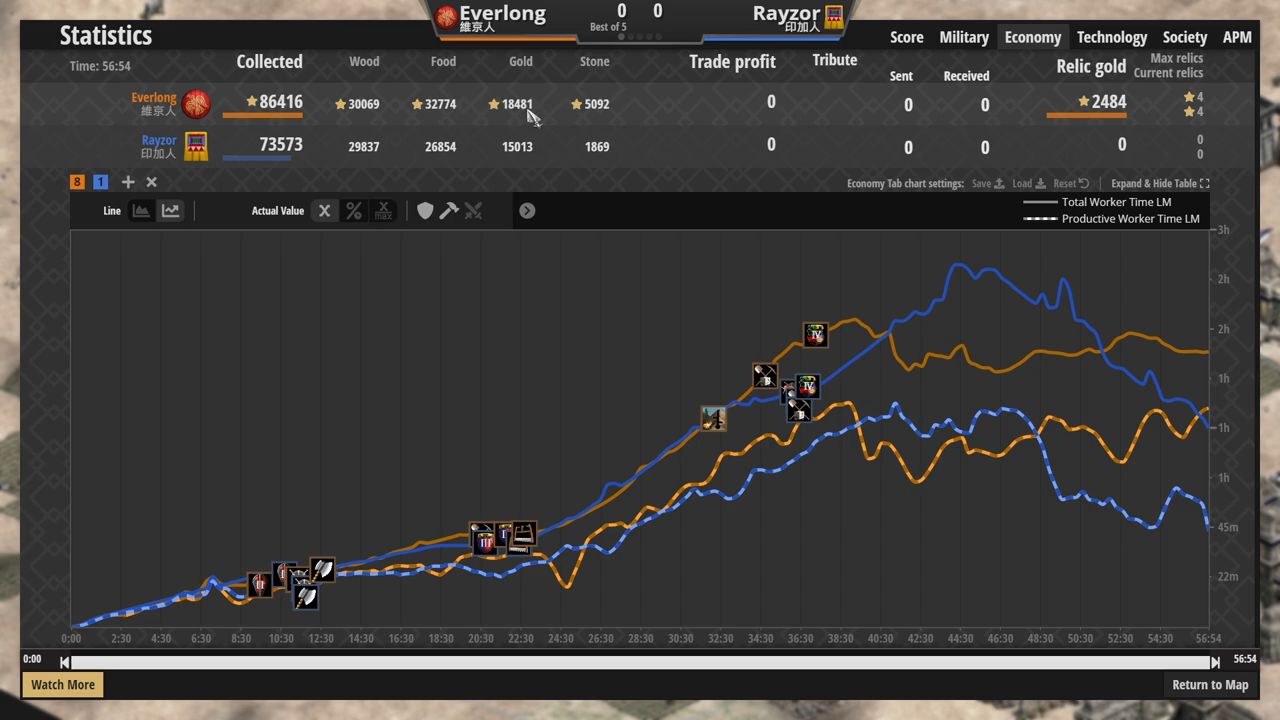 Everlong
維京人
0 0
Best of 5
Rayzor
印加人
Statistics
Score Military Economy Technology Society APM
Time: 56:54
Collected Wood Food Gold Stone Trade profit Tribute Sent Received Relic gold Max relics
Current relics
Everlong
維京人
86416 30069 32774 18481 5092 0 0 0 2484 4
4
Rayzor
印加人
73573 29837 26854 15013 1869 0 0 0 0 0
0
8 1 + ×
Economy Tab chart settings: Save Load Reset Expand & Hide Table
Line Actual Value X % X max
Total Worker Time LM
Productive Worker Time LM
3h
2h
2h
1h
1h
1h
45m
22m
0:00 2:30 4:30 6:30 8:30 10:30 12:30 14:30 16:30 18:30 20:30 22:30 24:30 26:30 28:30 30:30 32:30 34:30 36:30 38:30 40:30 42:30 44:30 46:30 48:30 50:30 52:30 54:30 56:54
0:00 56:54
Watch More Return to Map